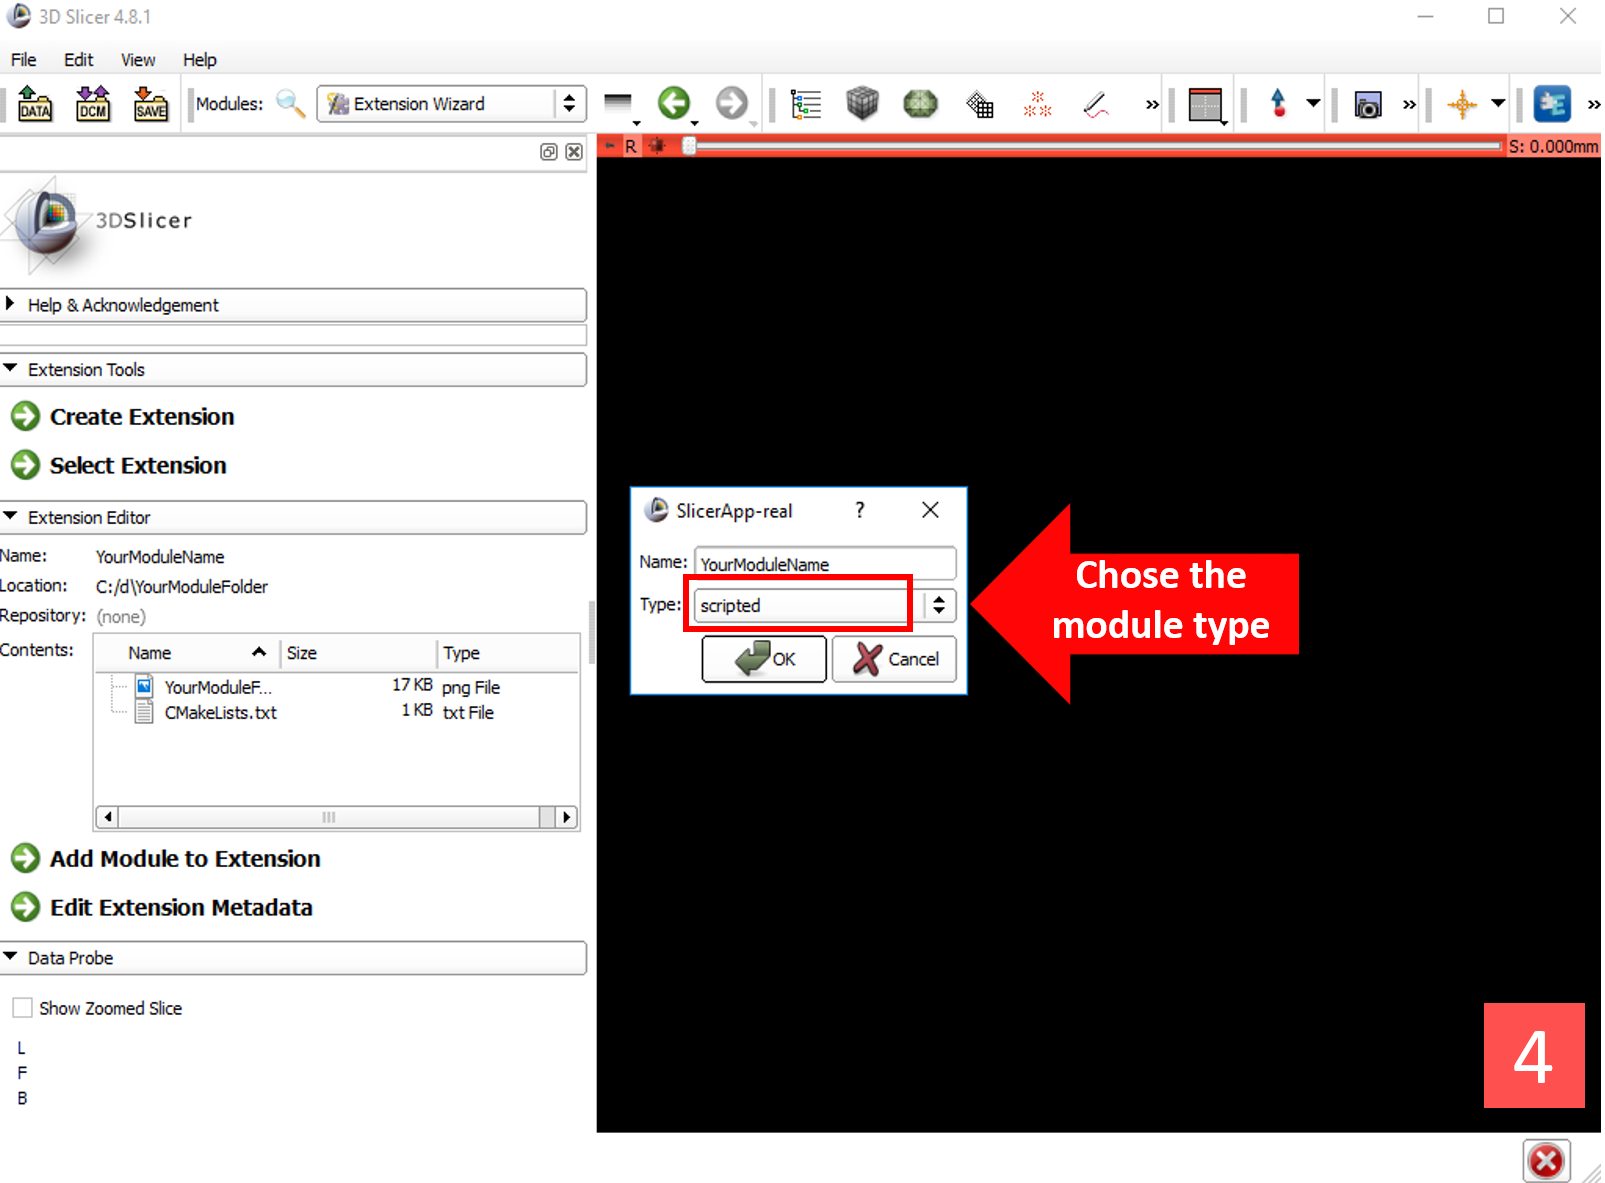 3D Slicer 4.8.1
File Edit View Help
DATA DCM SAVE Modules: Extension Wizard
R S: 0.000mm
3DSlicer
Help & Acknowledgement
Extension Tools
Create Extension
Select Extension
Extension Editor
Name: YourModuleName
Location: C:/d\YourModuleFolder
Repository: (none)
Contents: Name Size Type
YourModuleF... 17 KB png File
CMakeLists.txt 1 KB txt File
Add Module to Extension
Edit Extension Metadata
Data Probe
Show Zoomed Slice
L
F
B
SlicerApp-real ?
Name: YourModuleName
Type: scripted
OK Cancel
Chose the
module type
4